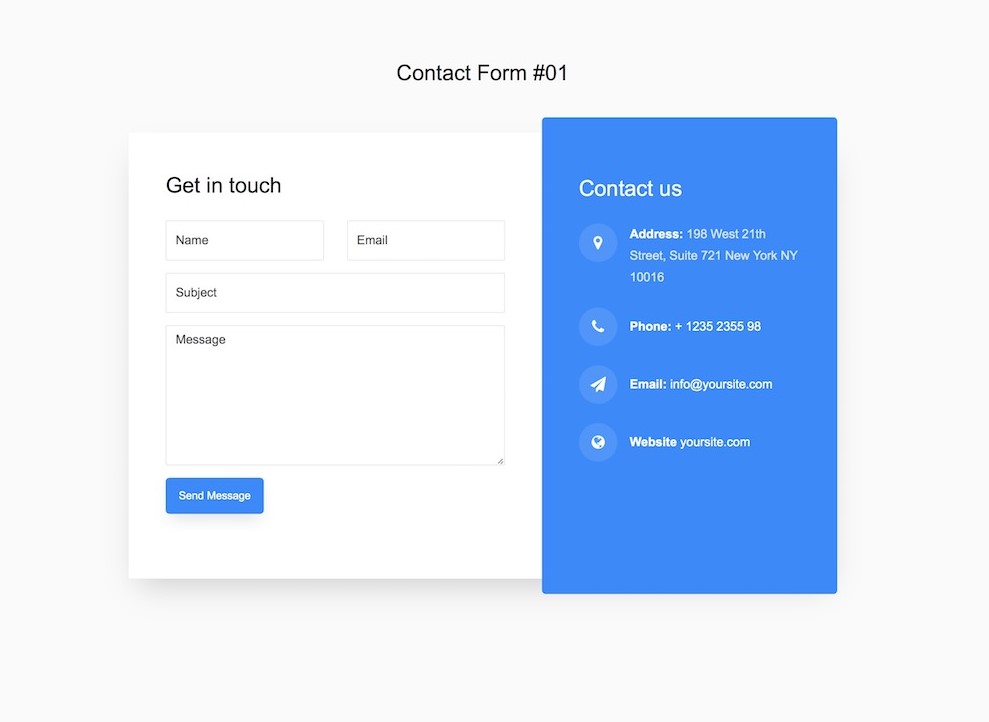 Contact Form #01
Get in touch
Name
Email
Subject
Message
Send Message
Contact us
Address: 198 West 21th
Street, Suite 721 New York NY
10016
Phone: + 1235 2355 98
Email: info@yoursite.com
Website yoursite.com